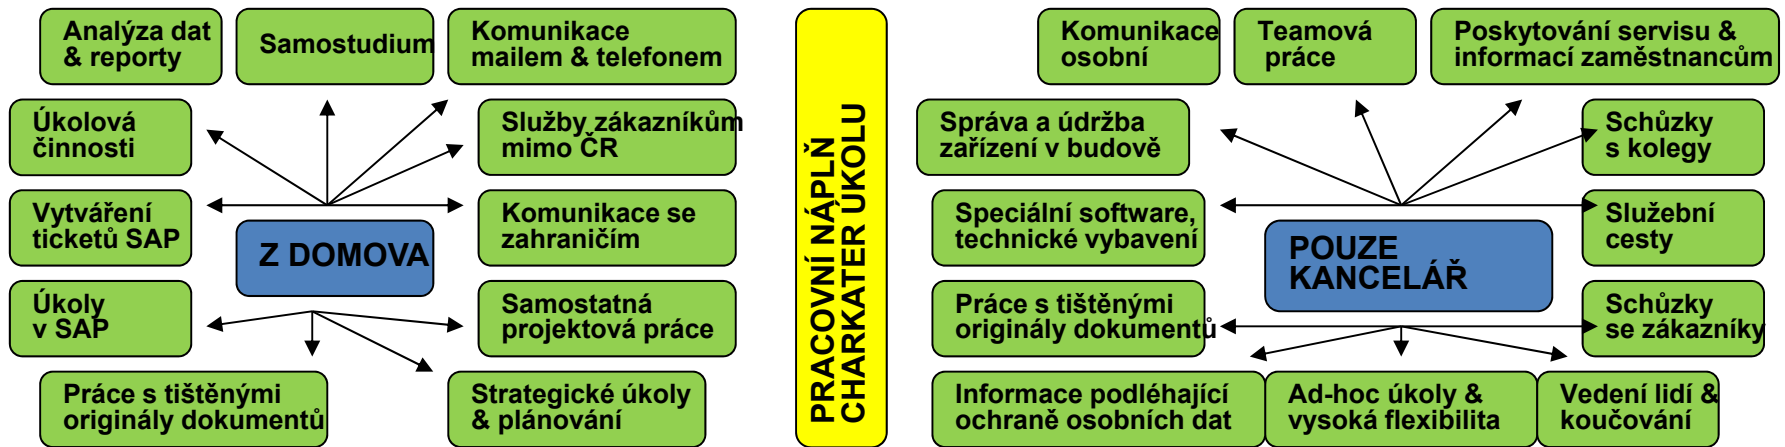 Analýza dat
& reporty
Samostudium
Komunikace
mailem & telefonem
Úkolová
činnosti
Služby zákazníkům
mimo ČR
Vytváření
ticketů SAP
Z DOMOVA
Komunikace se
zahraničím
Úkoly
v SAP
Samostatná
projektová práce
Práce s tištěnými
originály dokumentů
Strategické úkoly
& plánování
PRACOVNÍ NÁPLŇ
CHARKATER ÚKOLU
Komunikace
osobní
Teamová
práce
Poskytování servisu &
informací zaměstnancům
Správa a údržba
zařízení v budově
Schůzky
s kolegy
Speciální software,
technické vybavení
POUZE
KANCELÁŘ
Služební
cesty
Práce s tištěnými
originály dokumentů
Schůzky
se zákazníky
Informace podléhající
ochraně osobních dat
Ad-hoc úkoly &
vysoká flexibilita
Vedení lidí &
koučování